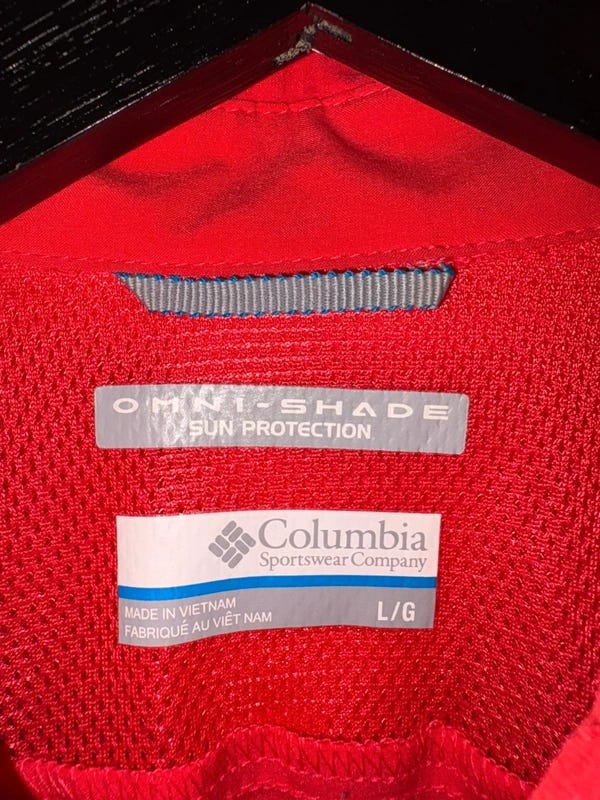 OMNI-SHADE
SUN PROTECTION
Columbia
Sportswear Company
MADE IN VIETNAM
FABRIQUÉ AU VIÊT NAM
L/G